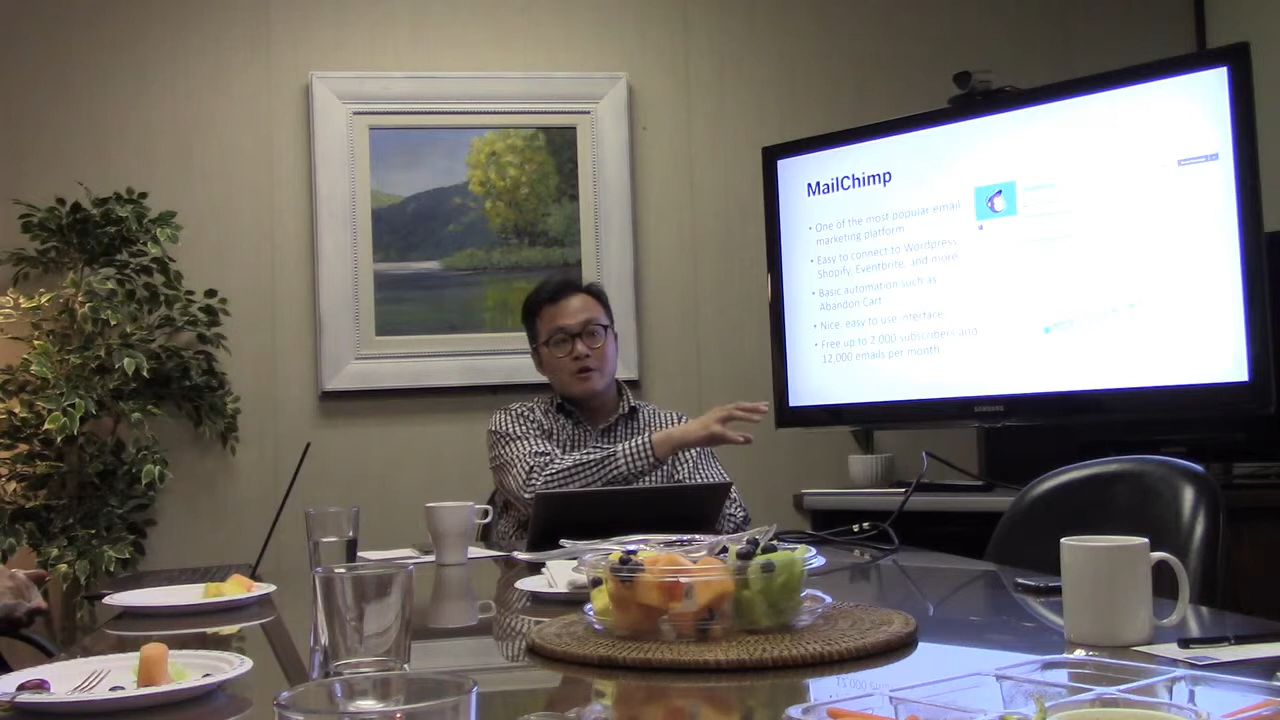 MailChimp
• One of the most popular email
marketing platform
• Easy to connect to Wordpress,
Shopify, Eventbrite, and more
• Basic automation such as
Abandon Cart
• Nice, easy to use interface
• Free up to 2,000 subscribers and
12,000 emails per month
SAMSUNG